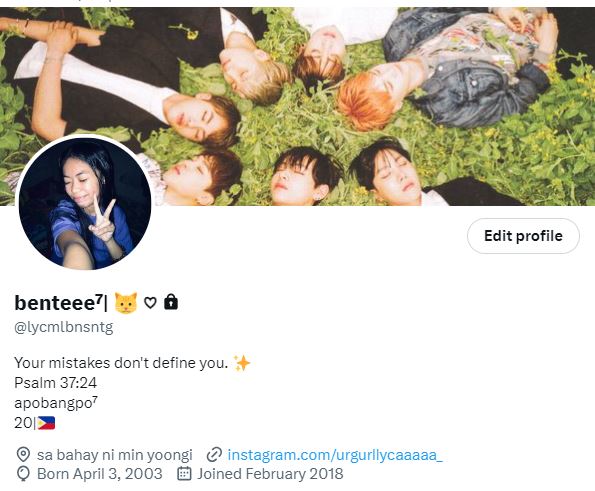 Edit profile
benteee⁷| 🐱 ♡ 🔒
@lycmlbnsntg
Your mistakes don't define you. ✨
Psalm 37:24
apobangpo⁷
20|🇵🇭
sa bahay ni min yoongi instagram.com/urgurllycaaaaa_
Born April 3, 2003 Joined February 2018